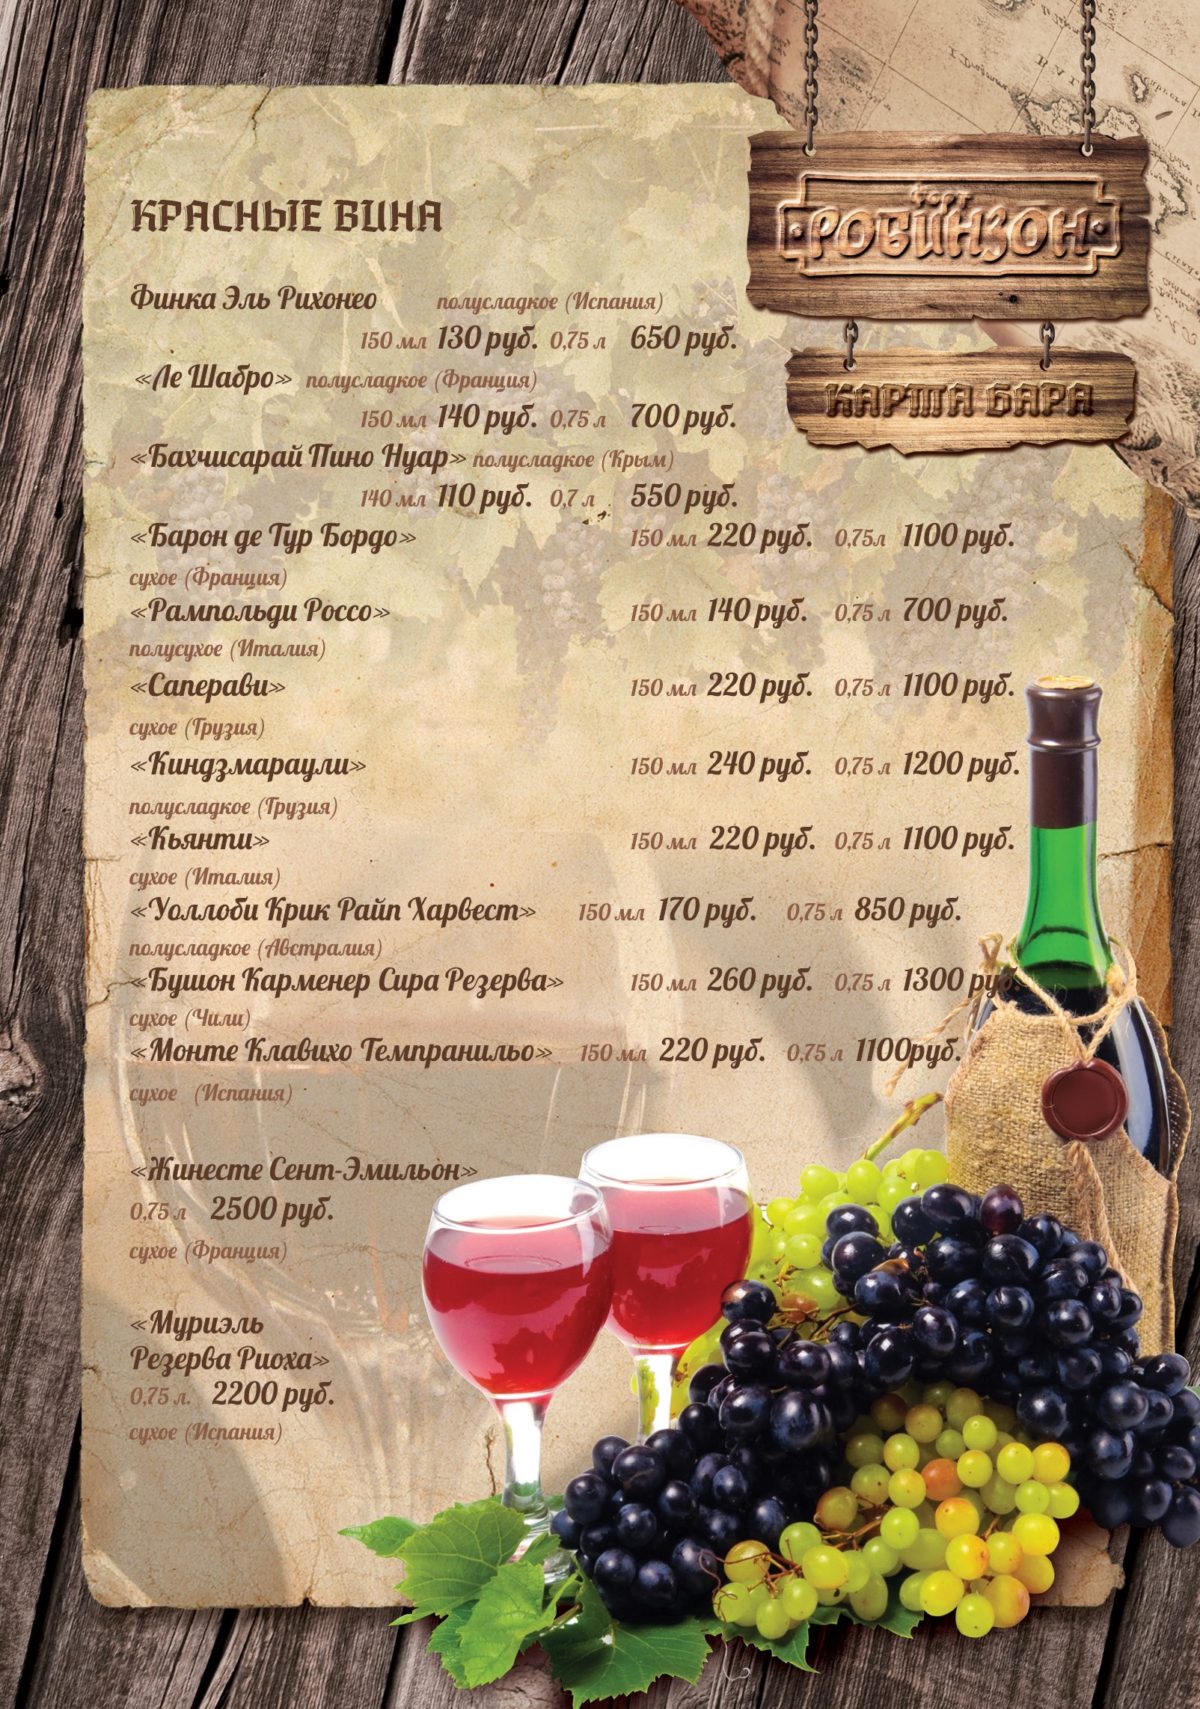 форт
РОБИНЗОН
КАРТА БАРА
КРАСНЫЕ ВИНА
Финка Эль Рихонео полусладкое (Испания)
150 мл 130 руб. 0,75 л 650 руб.
«Ле Шабро» полусладкое (Франция)
150 мл 140 руб. 0,75 л 700 руб.
«Бахчисарай Пино Нуар» полусладкое (Крым)
140 мл 110 руб. 0,7 л 550 руб.
«Барон де Тур Бордо» 150 мл 220 руб. 0,75л 1100 руб.
сухое (Франция)
«Рампольди Россо» 150 мл 140 руб. 0,75 л 700 руб.
полусухое (Италия)
«Саперави» 150 мл 220 руб. 0,75 л 1100 руб.
сухое (Грузия)
«Киндзмараули» 150 мл 240 руб. 0,75 л 1200 руб.
полусладкое (Грузия)
«Кьянти» 150 мл 220 руб. 0,75 л 1100 руб.
сухое (Италия)
«Уоллоби Крик Райп Харвест» 150 мл 170 руб. 0,75 л 850 руб.
полусладкое (Австралия)
«Бушон Карменер Сира Резерва» 150 мл 260 руб. 0,75 л 1300 руб.
сухое (Чили)
«Монте Клавихо Темпранильо» 150 мл 220 руб. 0,75 л 1100руб.
сухое (Испания)
«Жинесте Сент-Эмильон»
0,75 л 2500 руб.
сухое (Франция)
«Муриэль
Резерва Риоха»
0,75 л. 2200 руб.
сухое (Испания)